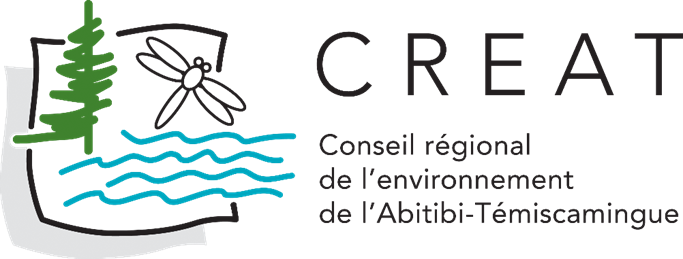 CREAT
Conseil régional
de l'environnement
de l'Abitibi-Témiscamingue